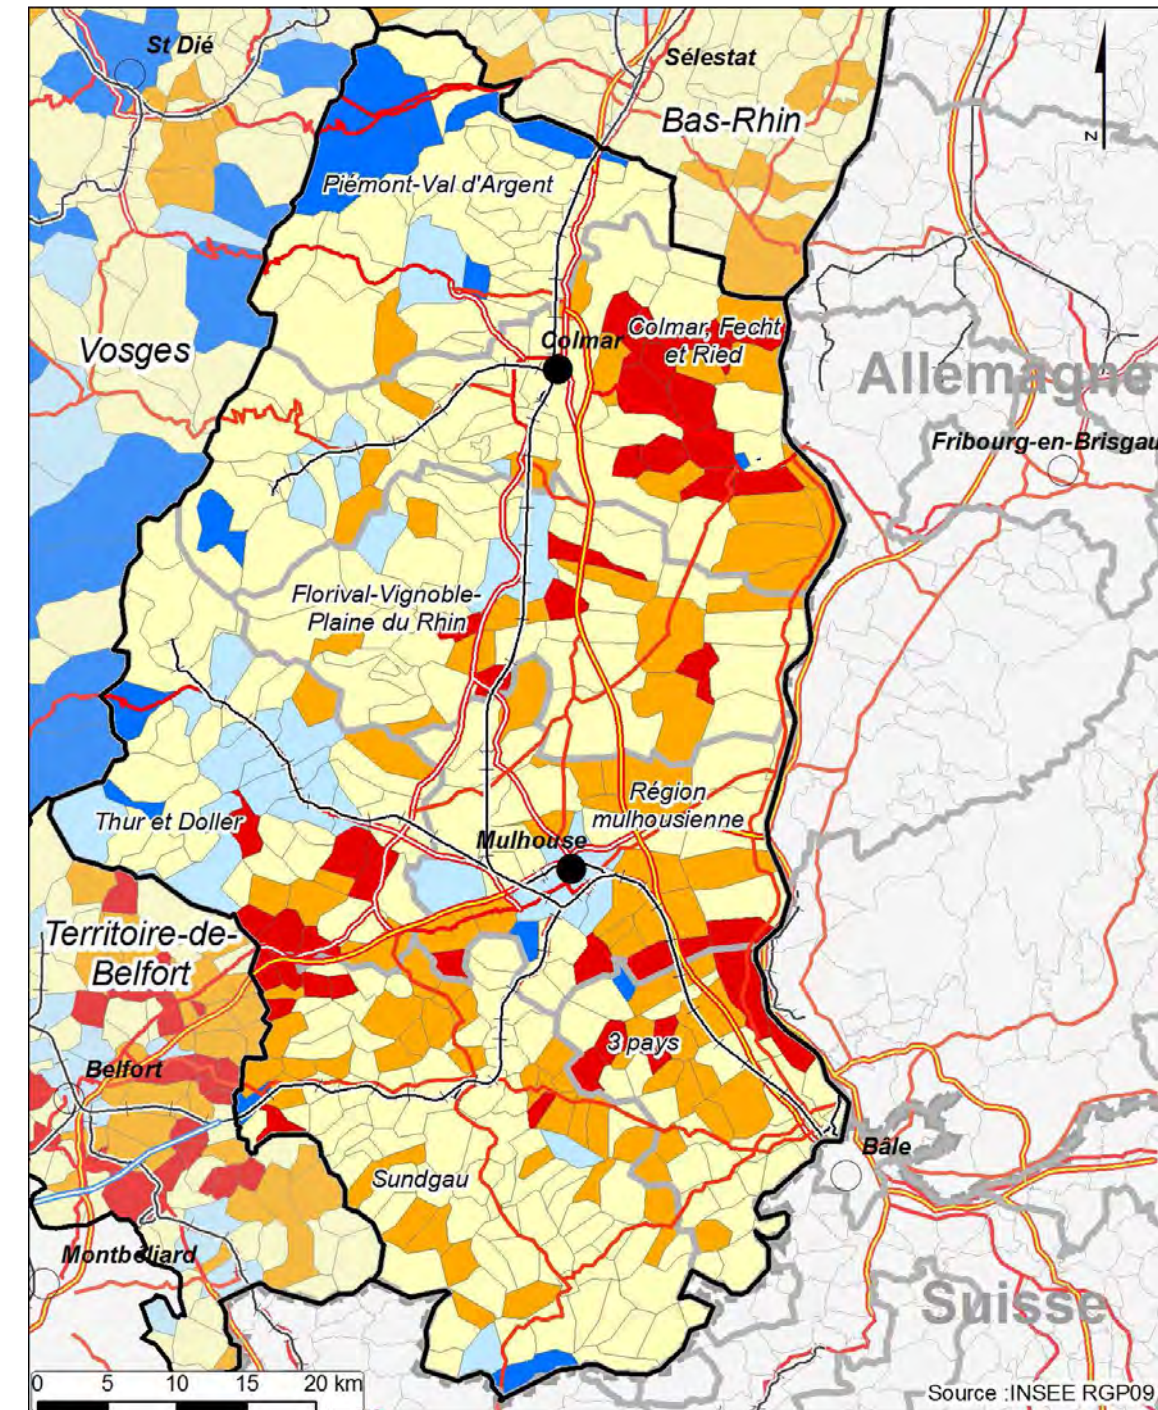 St Dié
Sélestat
Bas-Rhin
N
Piémont-Val d'Argent
Vosges
Colmar
Colmar, Fecht
et Ried
Allemagne
Fribourg-en-Brisgau
Florival-Vignoble-
Plaine du Rhin
Région
mulhousienne
Thur et Doller
Mulhouse
Territoire-de-
Belfort
3 pays
Belfort
Bâle
Sundgau
Montbéliard
Suisse
0 5 10 15 20 km
Source :INSEE RGP09